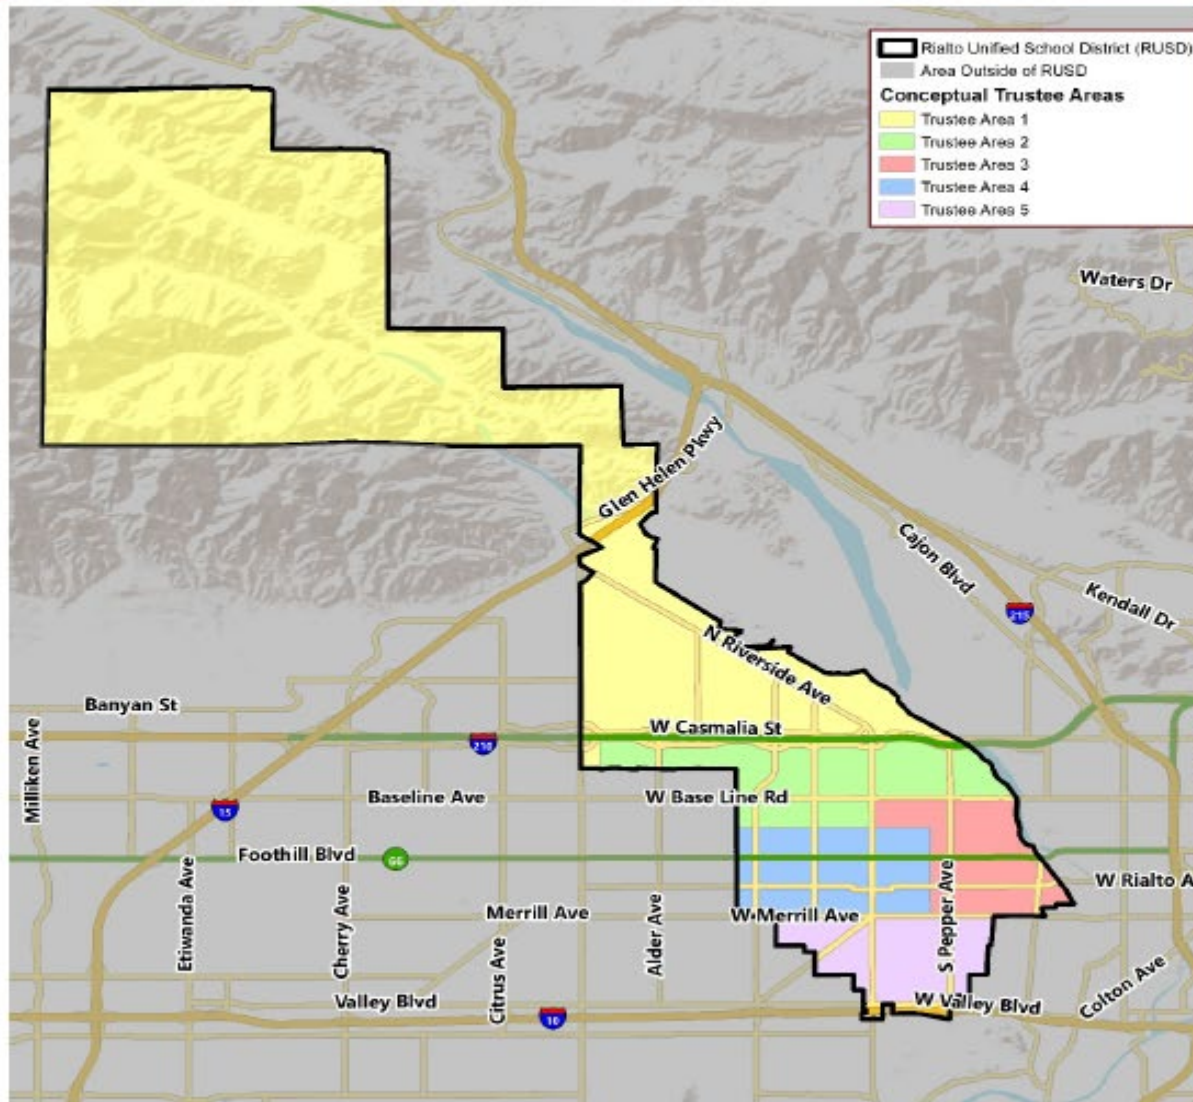 Rialto Unified School District (RUSD)
Area Outside of RUSD
Conceptual Trustee Areas
Trustee Area 1
Trustee Area 2
Trustee Area 3
Trustee Area 4
Trustee Area 5
Waters Dr
Glen Helen Pkwy
Cajon Blvd
Kendall Dr
215
N Riverside Ave
Banyan St
W Casmalia St
210
Milliken Ave
Baseline Ave
W Base Line Rd
15
Foothill Blvd
66
Etiwanda Ave
Cherry Ave
Citrus Ave
Merrill Ave
Alder Ave
W Merrill Ave
S Pepper Ave
W Rialto A
Valley Blvd
10
W Valley Blvd
Colton Ave